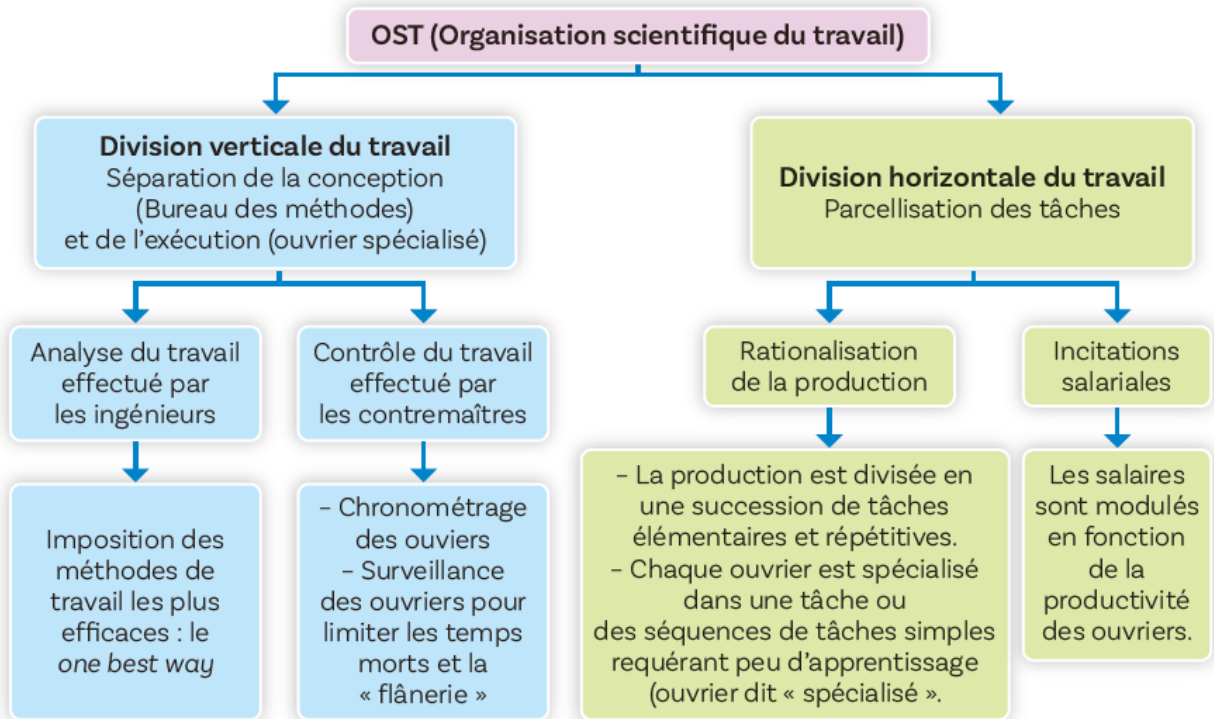 OST (Organisation scientifique du travail)
Division verticale du travail
Séparation de la conception
(Bureau des méthodes)
et de l'exécution (ouvrier spécialisé)
Division horizontale du travail
Parcellisation des tâches
Analyse du travail
effectué par
les ingénieurs
Contrôle du travail
effectué par
les contremaîtres
Rationalisation
de la production
Incitations
salariales
Imposition des
méthodes de
travail les plus
efficaces : le
one best way
– Chronométrage
des ouviers
– Surveillance
des ouvriers pour
limiter les temps
morts et la
« flânerie »
– La production est divisée en
une succession de tâches
élémentaires et répétitives.
– Chaque ouvrier est spécialisé
dans une tâche ou
des séquences de tâches simples
requérant peu d'apprentissage
(ouvrier dit « spécialisé ».
Les salaires
sont modulés
en fonction
de la
productivité
des ouvriers.